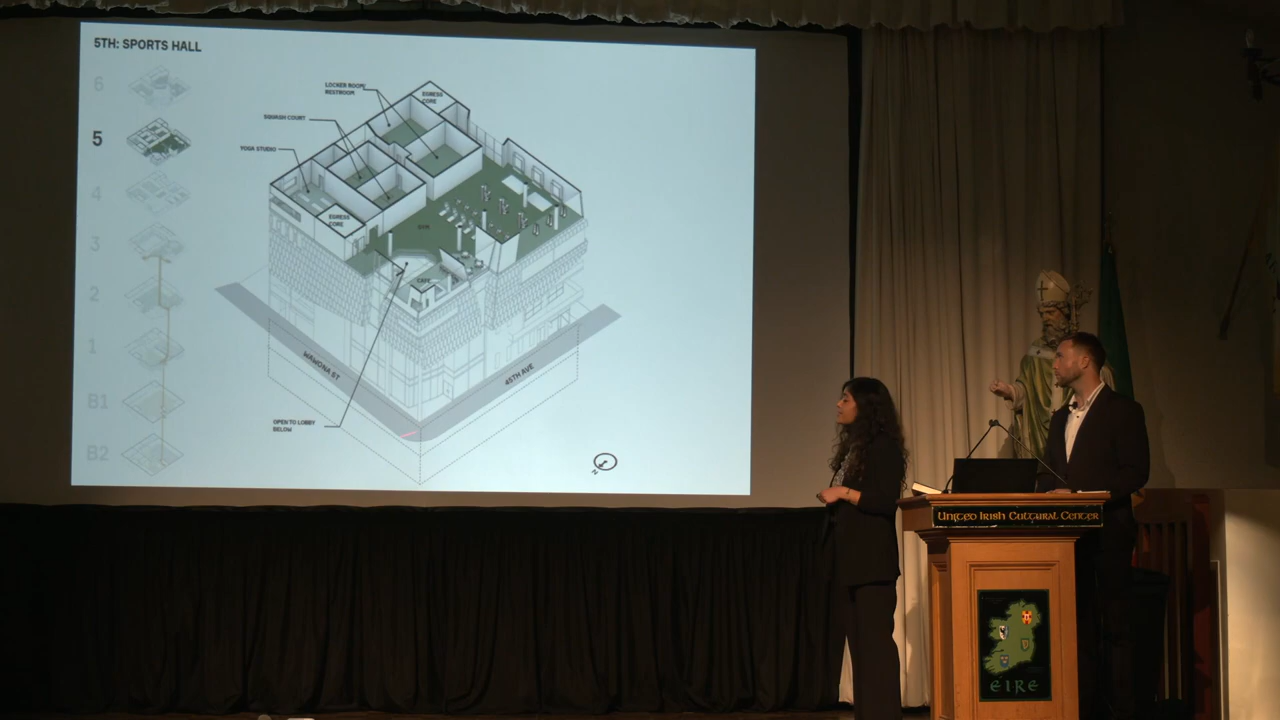 5TH: SPORTS HALL
6
5
4
3
2
1
B1
B2
LOCKER ROOM/
RESTROOM
EGRESS
CORE
SQUASH COURT
YOGA STUDIO
EGRESS
CORE
GYM
CAFE
WAWONA ST
45TH AVE
OPEN TO LOBBY
BELOW
N
UNITED IRISH CULTURAL CENTER
EIRE